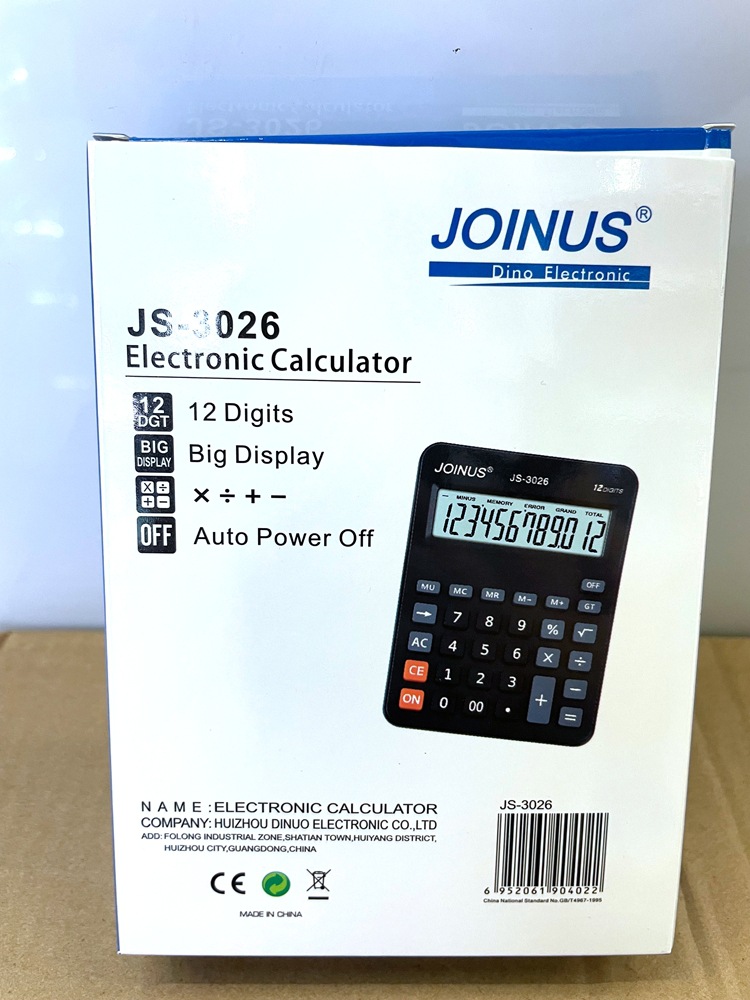 JOINUS®
Dino Electronic
JS-3026
Electronic Calculator
12
DGT
12 Digits
BIG
DISPLAY
Big Display
× ÷
+ −
× ÷ + −
OFF
Auto Power Off
JOINUS®
JS-3026
12 DIGITS
− MINUS MEMORY ERROR GRAND TOTAL
123456789012
OFF
MU MC MR M− M+ GT
→ 7 8 9 % √
AC 4 5 6 × ÷
CE 1 2 3 + −
ON 0 00 . =
NAME :ELECTRONIC CALCULATOR
COMPANY: HUIZHOU DINUO ELECTRONIC CO.,LTD
ADD: FOLONG INDUSTRIAL ZONE,SHATIAN TOWN,HUIYANG DISTRICT,
HUIZHOU CITY,GUANGDONG,CHINA
CE
MADE IN CHINA
JS-3026
6 952061 904022
China National Standard No.GB/T4967-1995